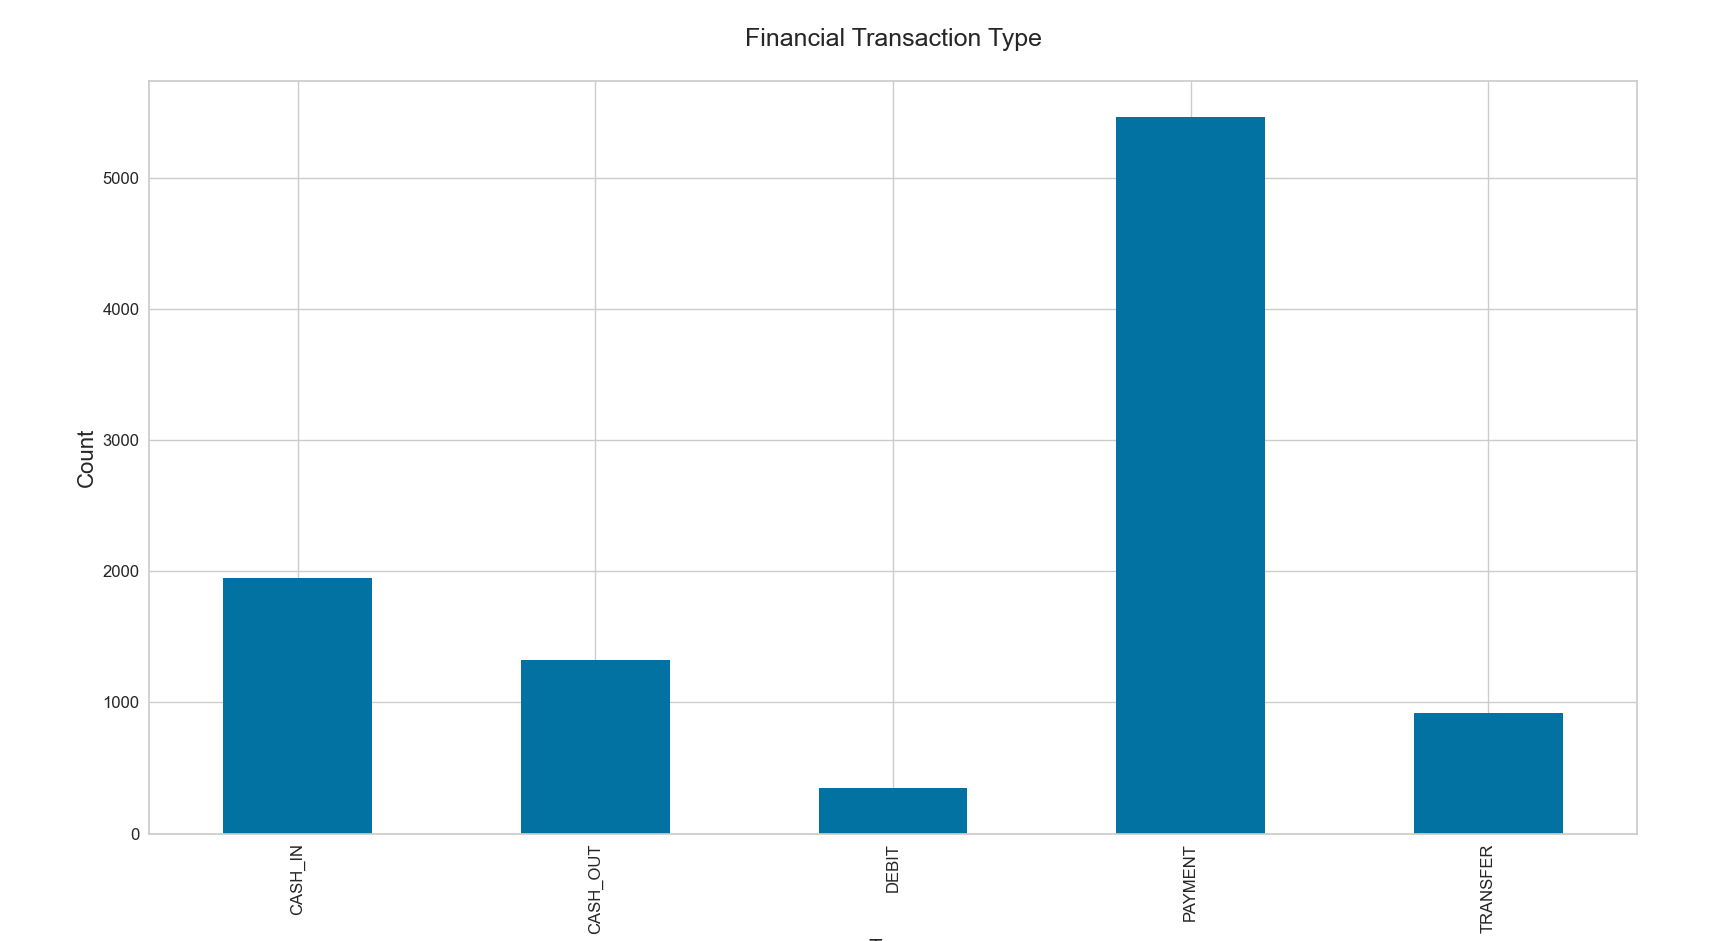 Financial Transaction Type
Count
5000
4000
3000
2000
1000
0
CASH_IN
CASH_OUT
DEBIT
PAYMENT
TRANSFER